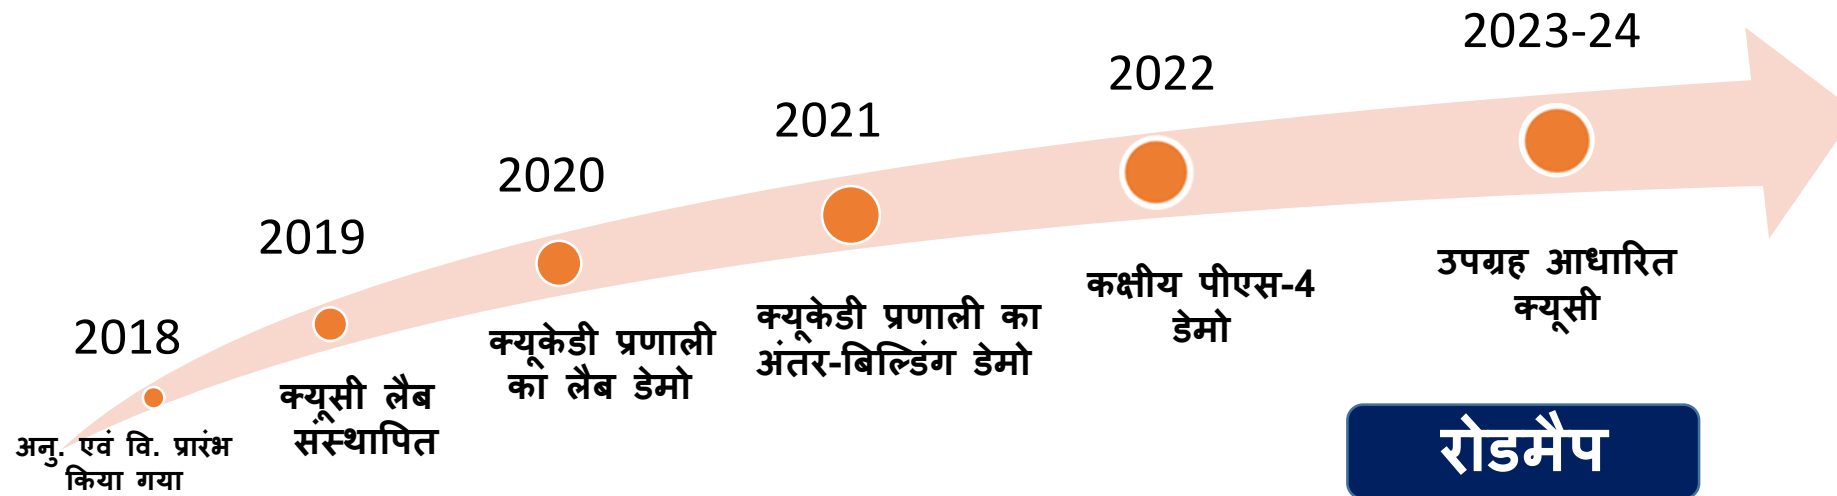 2018
अनु. एवं वि. प्रारंभ
किया गया
2019
क्यूसी लैब
संस्थापित
2020
क्यूकेडी प्रणाली
का लैब डेमो
2021
क्यूकेडी प्रणाली का
अंतर-बिल्डिंग डेमो
2022
कक्षीय पीएस-4
डेमो
2023-24
उपग्रह आधारित
क्यूसी
रोडमैप